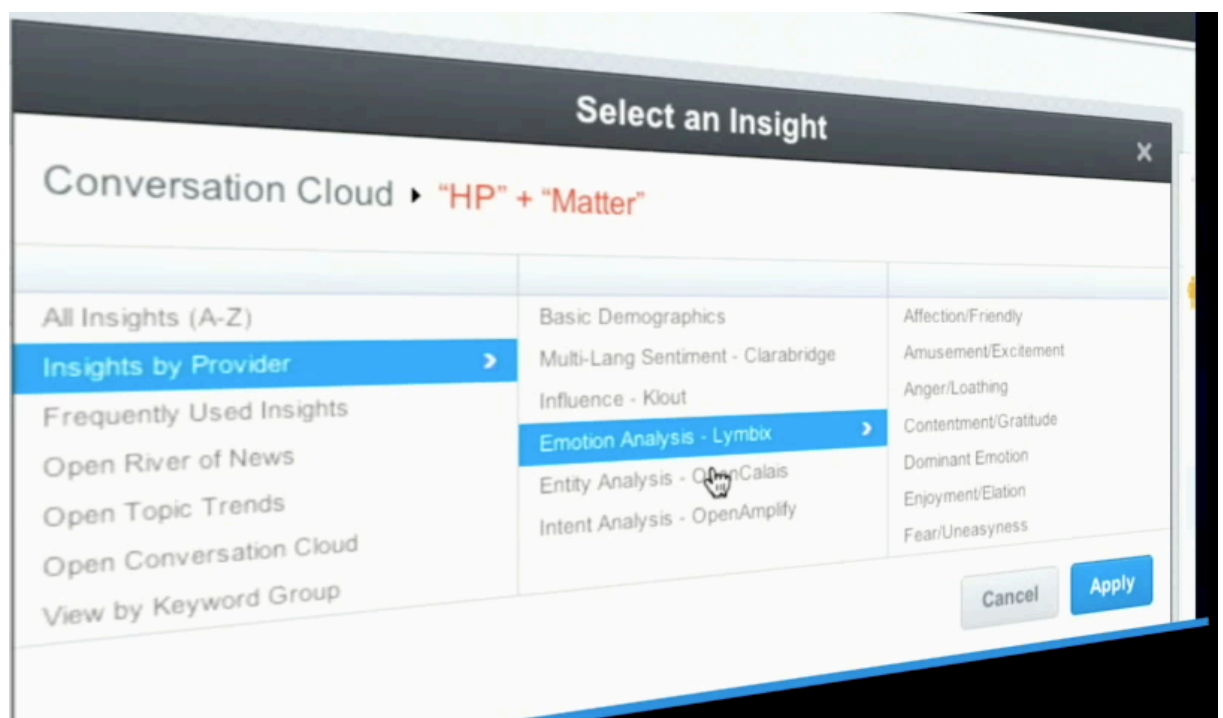 Select an Insight
X
Conversation Cloud ▸ “HP” + “Matter”
All Insights (A-Z)
Insights by Provider
Frequently Used Insights
Open River of News
Open Topic Trends
Open Conversation Cloud
View by Keyword Group
Basic Demographics
Multi-Lang Sentiment - Clarabridge
Influence - Klout
Emotion Analysis - Lymbix
Entity Analysis - OpenCalais
Intent Analysis - OpenAmplify
Affection/Friendly
Amusement/Excitement
Anger/Loathing
Contentment/Gratitude
Dominant Emotion
Enjoyment/Elation
Fear/Uneasyness
Cancel
Apply